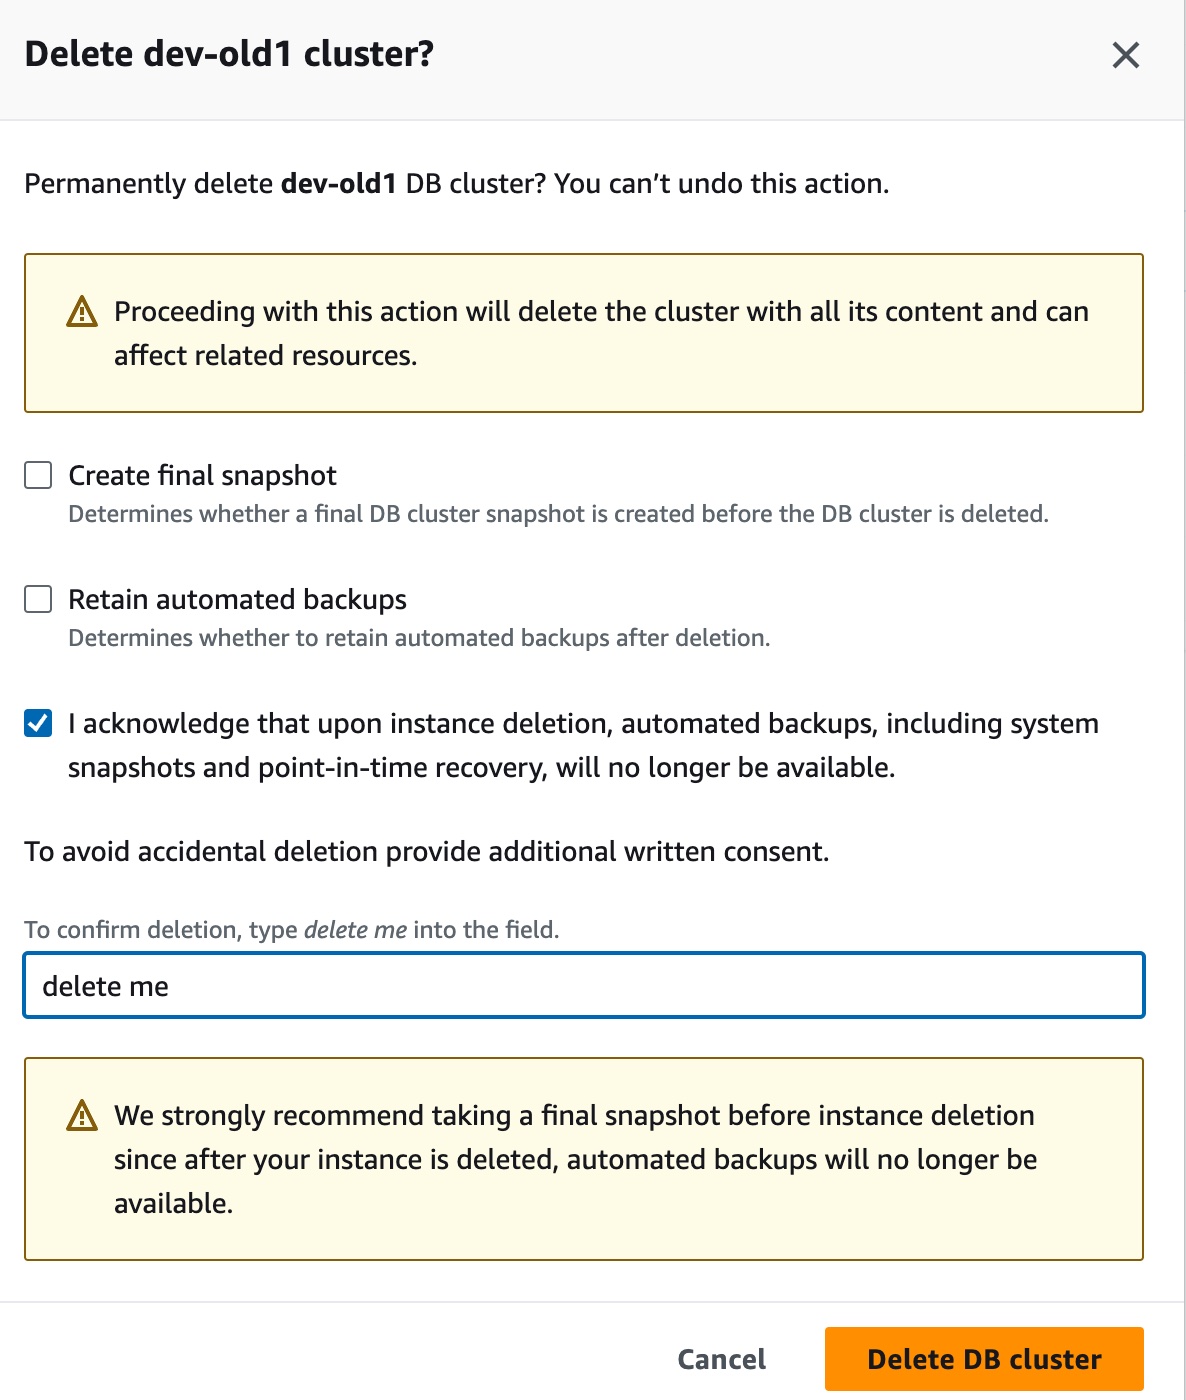 Delete dev-old1 cluster?
Permanently delete dev-old1 DB cluster? You can’t undo this action.
Proceeding with this action will delete the cluster with all its content and can
affect related resources.
Create final snapshot
Determines whether a final DB cluster snapshot is created before the DB cluster is deleted.
Retain automated backups
Determines whether to retain automated backups after deletion.
I acknowledge that upon instance deletion, automated backups, including system
snapshots and point-in-time recovery, will no longer be available.
To avoid accidental deletion provide additional written consent.
To confirm deletion, type delete me into the field.
delete me
We strongly recommend taking a final snapshot before instance deletion
since after your instance is deleted, automated backups will no longer be
available.
Cancel
Delete DB cluster